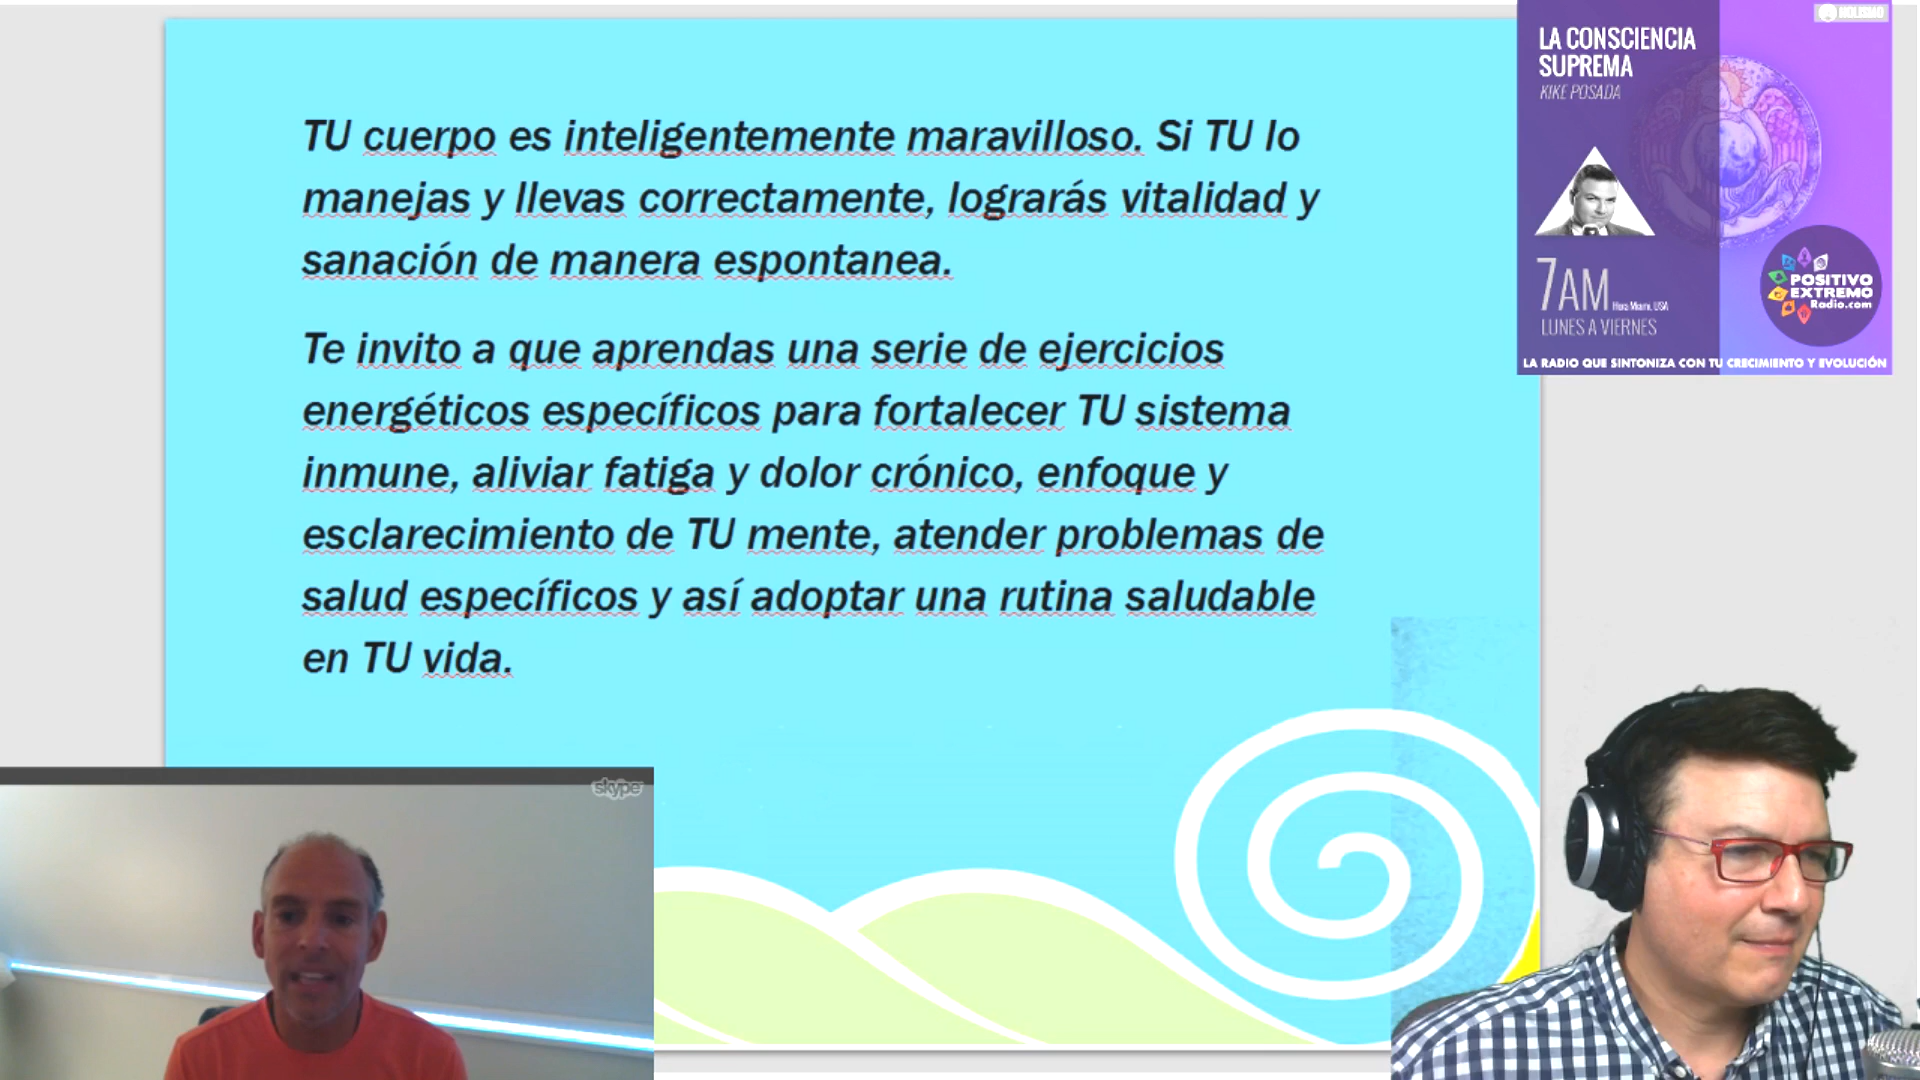 TU cuerpo es inteligentemente maravilloso. Si TU lo
manejas y llevas correctamente, lograrás vitalidad y
sanación de manera espontanea.
Te invito a que aprendas una serie de ejercicios
energéticos específicos para fortalecer TU sistema
inmune, aliviar fatiga y dolor crónico, enfoque y
esclarecimiento de TU mente, atender problemas de
salud específicos y así adoptar una rutina saludable
en TU vida.
LA CONSCIENCIA
SUPREMA
KIKE POSADA
7AM Hora Miami, USA
LUNES A VIERNES
POSITIVO
EXTREMO
Radio.com
LA RADIO QUE SINTONIZA CON TU CRECIMIENTO Y EVOLUCIÓN
skype